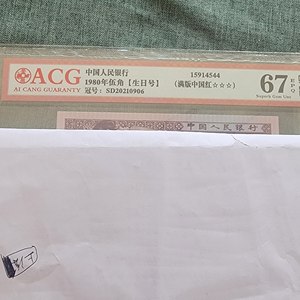 ACG
AI CANG GUARANTY
中国人民银行
1980年伍角【生日号】
冠号：SD20210906
15914544
（满版中国红☆☆☆）
67 EPQ
Superb Gem Unc
中国人民银行